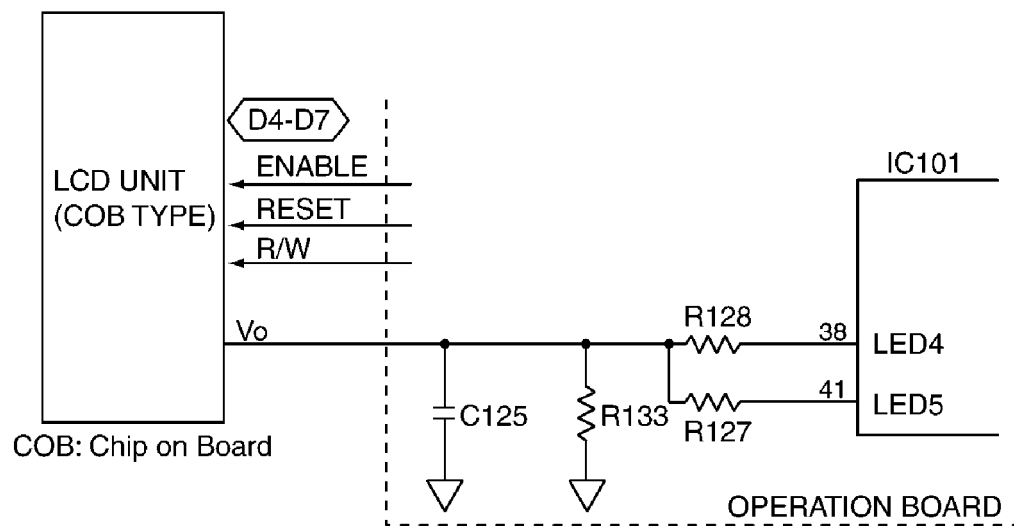 D4-D7
ENABLE
RESET
R/W
LCD UNIT
(COB TYPE)
IC101
Vo
R128
38
LED4
41
LED5
C125
R133
R127
COB: Chip on Board
OPERATION BOARD